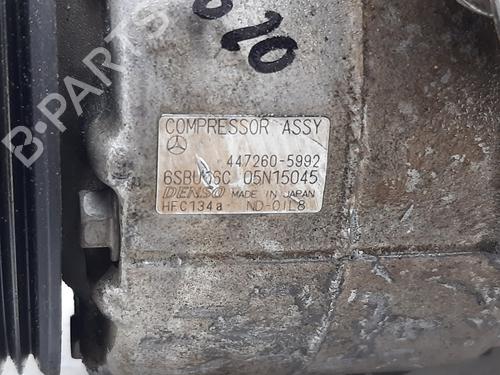 COMPRESSOR ASSY
447260-5992
6SBU16C 05N15045
DENSO MADE IN JAPAN
HFC134a ND-OIL8
B-PARTS